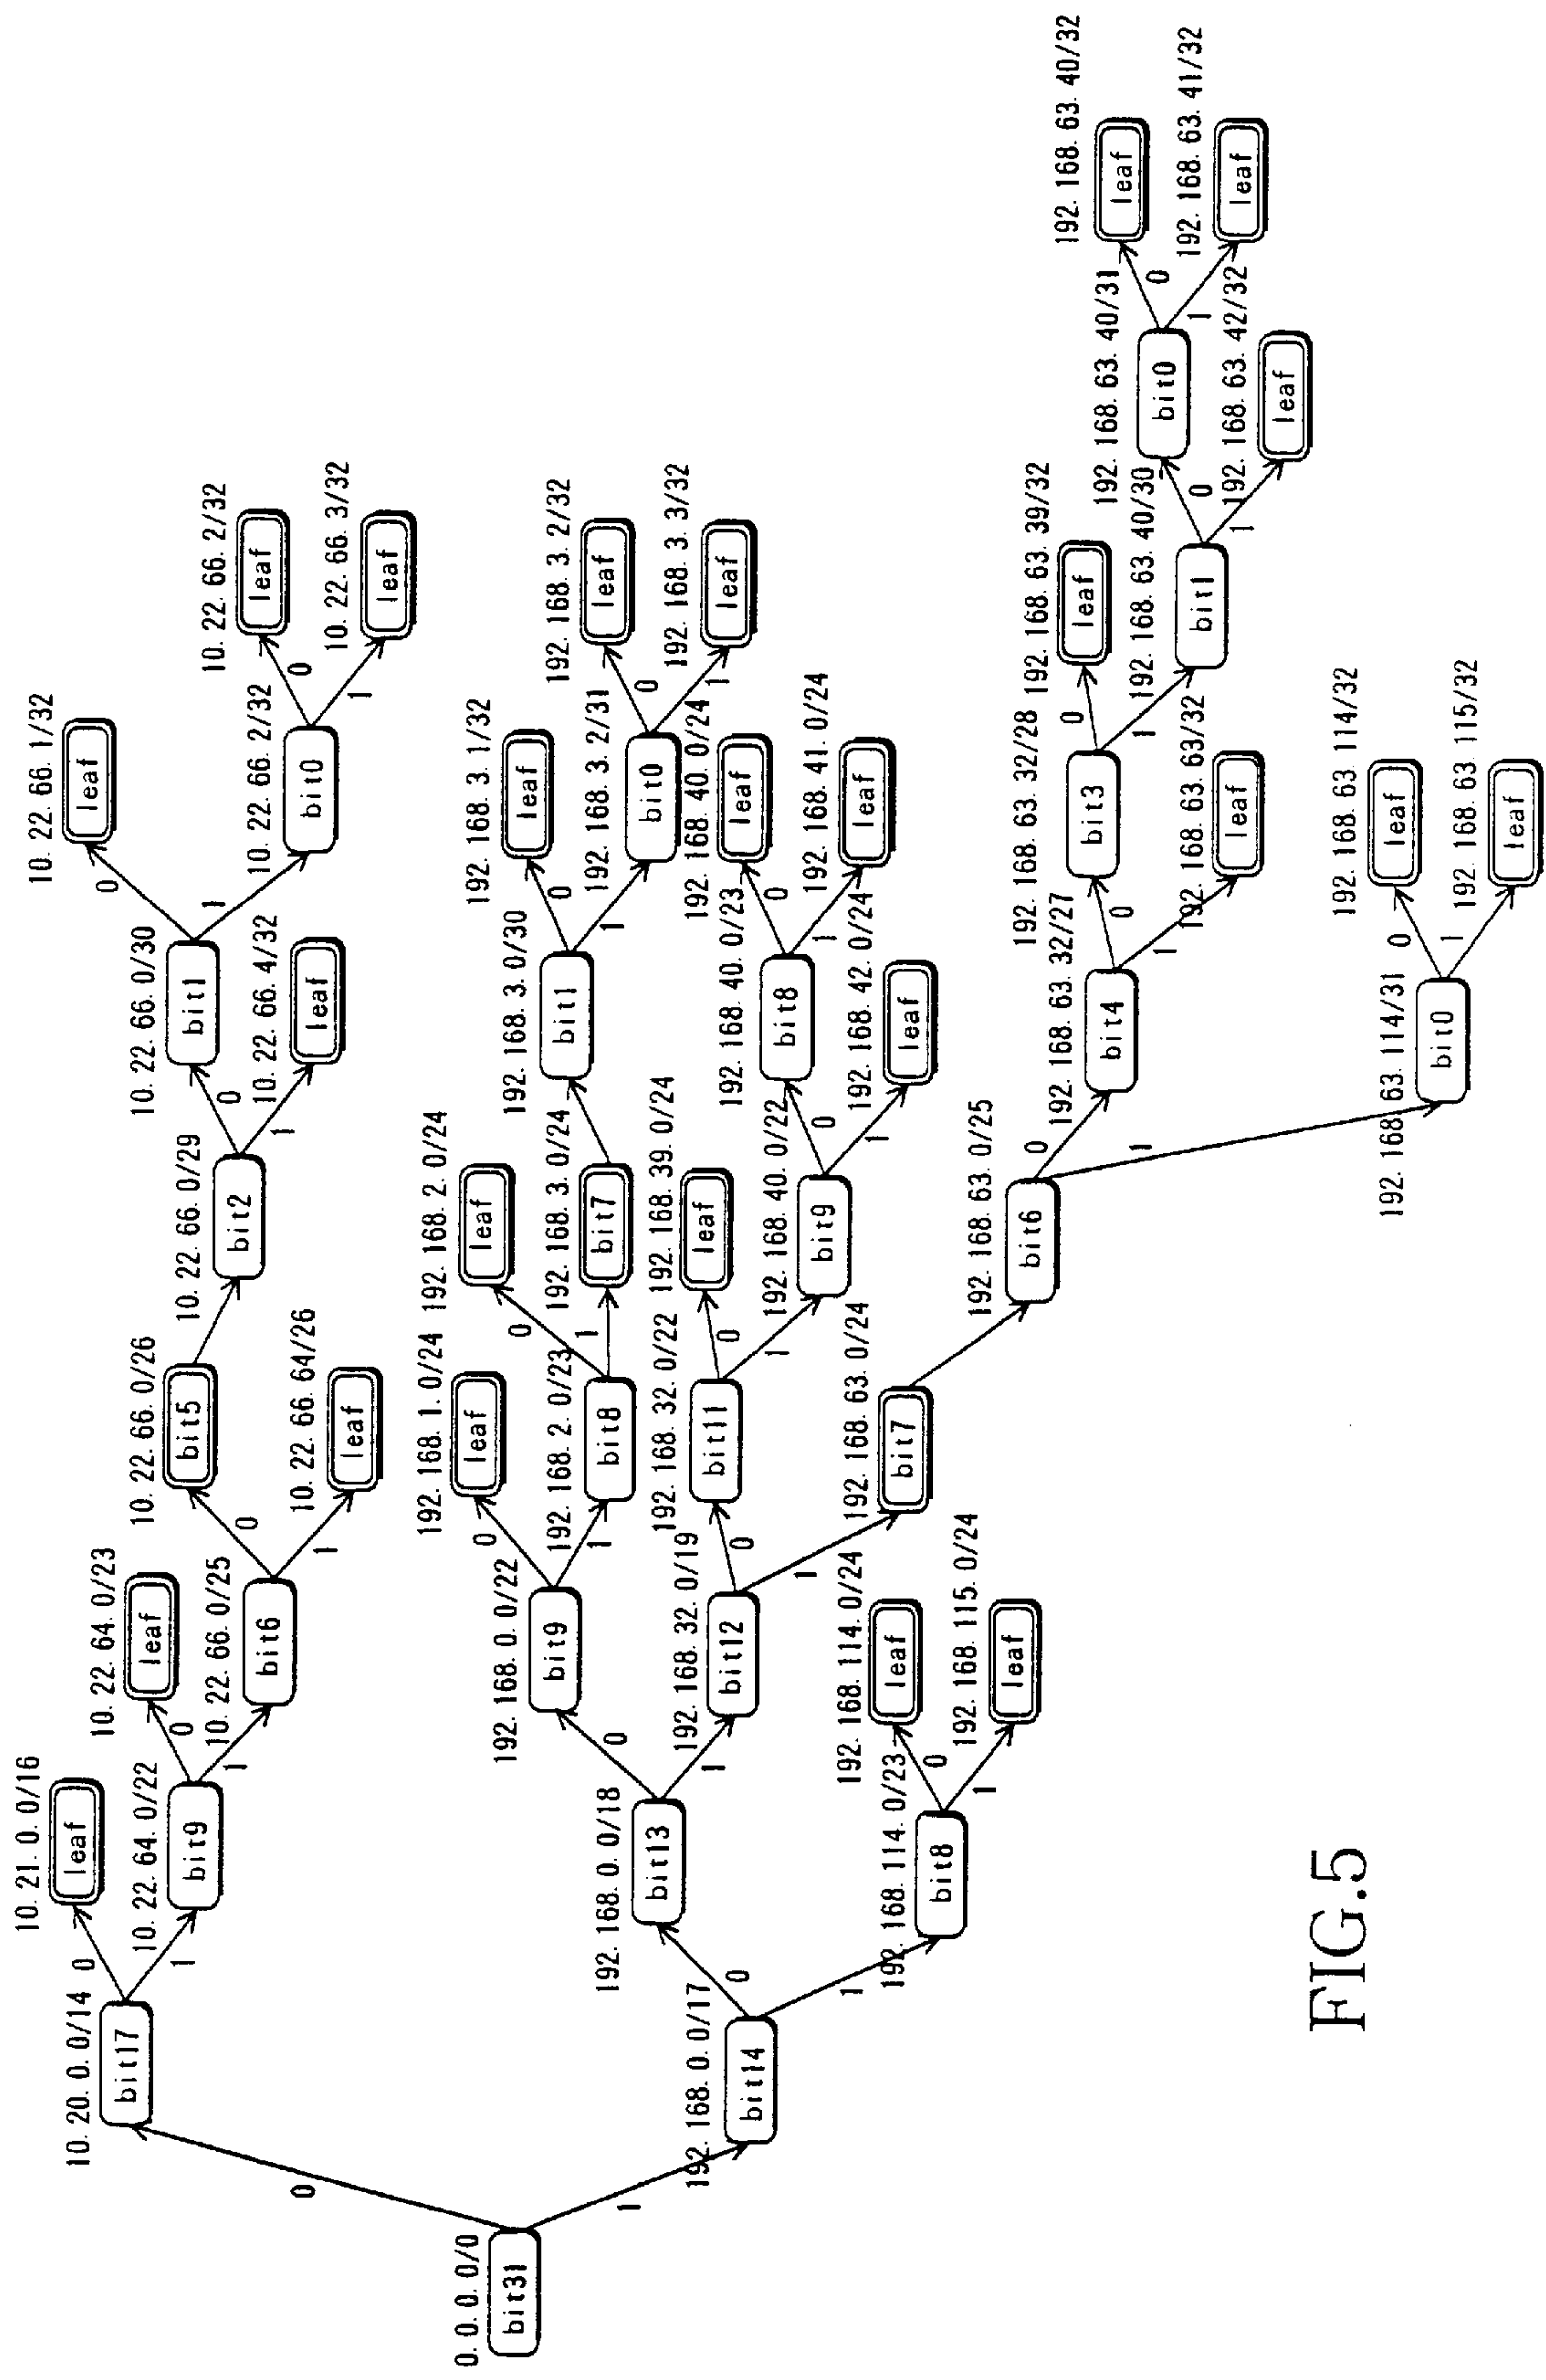 0. 0. 0. 0/0
bit31
0
1
10. 20. 0. 0/14
bit17
0
1
10. 21. 0. 0/16
leaf
10. 22. 64. 0/22
bit9
0
1
10. 22. 64. 0/23
leaf
10. 22. 66. 0/25
bit6
0
1
10. 22. 66. 0/26
bit5
10. 22. 66. 64/26
leaf
10. 22. 66. 0/29
bit2
0
1
10. 22. 66. 0/30
bit1
0
1
10. 22. 66. 4/32
leaf
10. 22. 66. 1/32
leaf
10. 22. 66. 2/32
bit0
0
1
10. 22. 66. 2/32
leaf
10. 22. 66. 3/32
leaf
192. 168. 0. 0/17
bit14
0
1
192. 168. 0. 0/18
bit13
0
1
192. 168. 0. 0/22
bit9
0
1
192. 168. 1. 0/24
leaf
192. 168. 2. 0/23
bit8
0
1
192. 168. 2. 0/24
leaf
192. 168. 3. 0/24
bit7
192. 168. 3. 0/30
bit1
0
1
192. 168. 3. 1/32
leaf
192. 168. 3. 2/31
bit0
0
1
192. 168. 3. 2/32
leaf
192. 168. 3. 3/32
leaf
192. 168. 32. 0/19
bit12
0
1
192. 168. 32. 0/22
bit11
0
1
192. 168. 39. 0/24
leaf
192. 168. 40. 0/22
bit9
0
1
192. 168. 40. 0/23
bit8
0
1
192. 168. 40. 0/24
leaf
192. 168. 41. 0/24
leaf
192. 168. 42. 0/24
leaf
192. 168. 63. 0/24
bit7
192. 168. 63. 0/25
bit6
0
1
192. 168. 63. 32/27
bit4
0
1
192. 168. 63. 32/28
bit3
0
1
192. 168. 63. 39/32
leaf
192. 168. 63. 40/30
bit1
0
1
192. 168. 63. 40/31
bit0
0
1
192. 168. 63. 40/32
leaf
192. 168. 63. 41/32
leaf
192. 168. 63. 42/32
leaf
192. 168. 63. 63/32
leaf
192. 168. 63. 114/31
bit0
0
1
192. 168. 63. 114/32
leaf
192. 168. 63. 115/32
leaf
192. 168. 114. 0/23
bit8
0
1
192. 168. 114. 0/24
leaf
192. 168. 115. 0/24
leaf
FIG.5